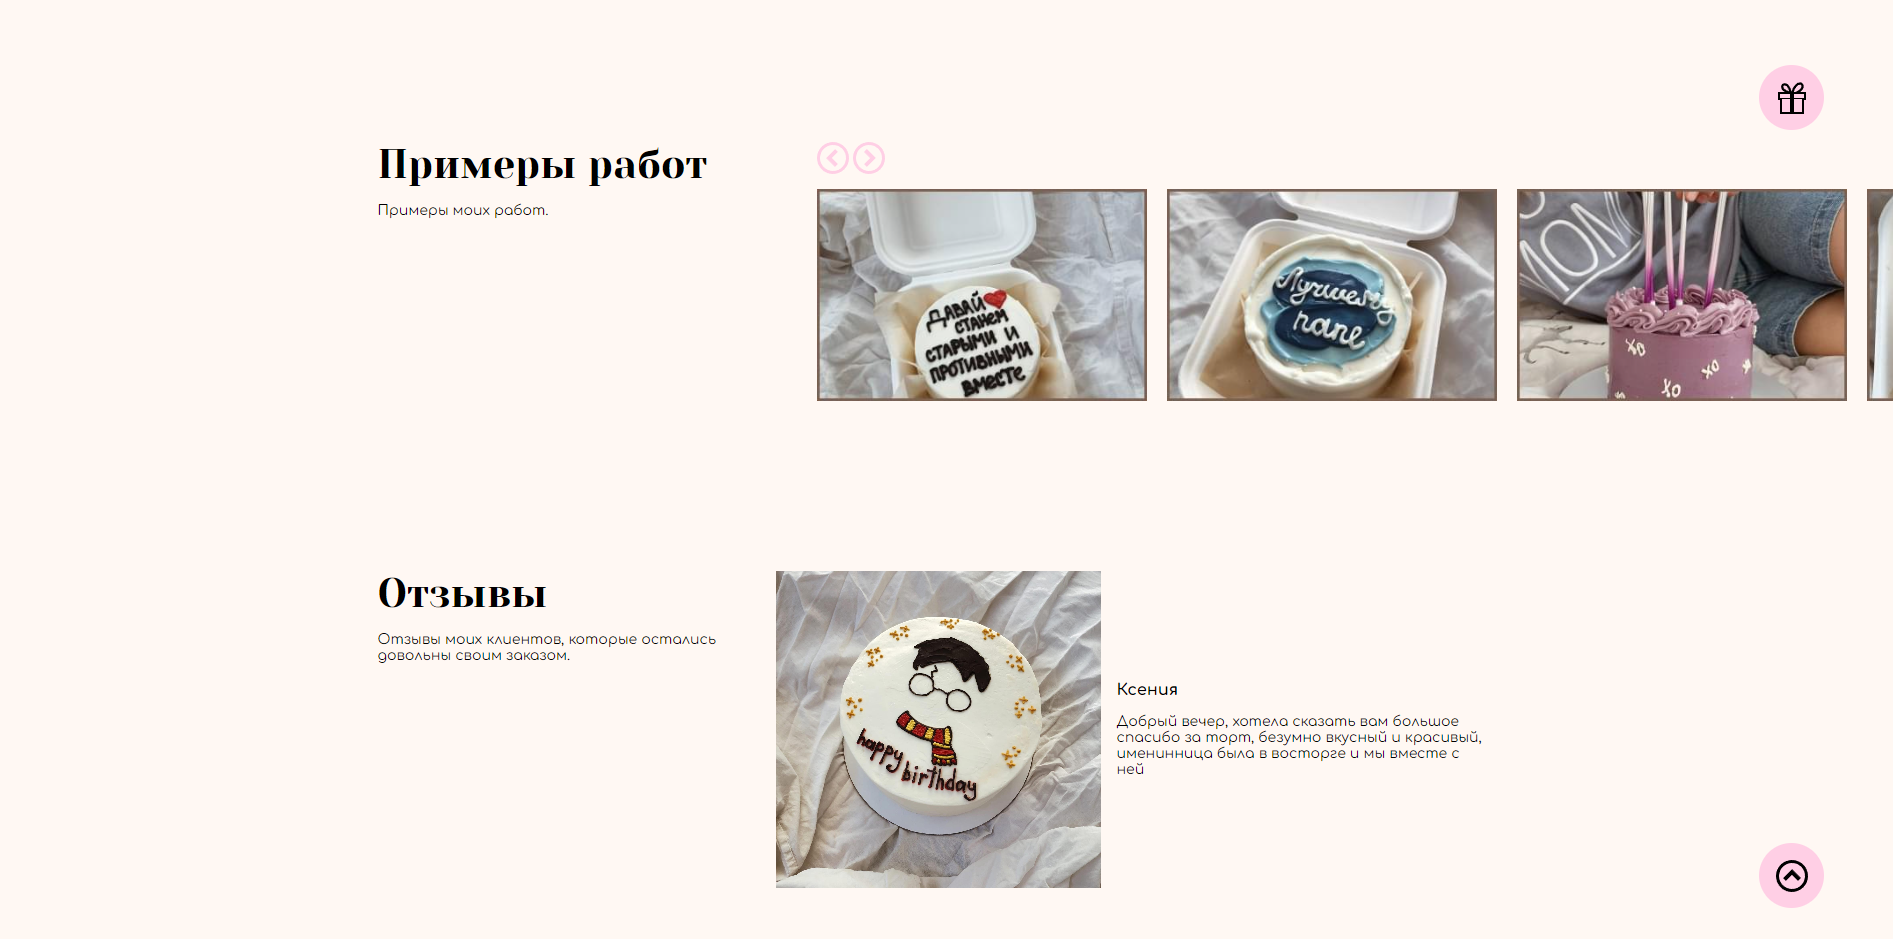 Примеры работ
Примеры моих работ.
ДАВАЙ
СТАНЕМ
СТАРЫМИ И
ПРОТИВНЫМИ
ВМЕСТЕ
Лучшему
папе
MOM
XO
XO
XO
Отзывы
Отзывы моих клиентов, которые остались
довольны своим заказом.
happy
birthday
Ксения
Добрый вечер, хотела сказать вам большое
спасибо за торт, безумно вкусный и красивый,
именинница была в восторге и мы вместе с
ней